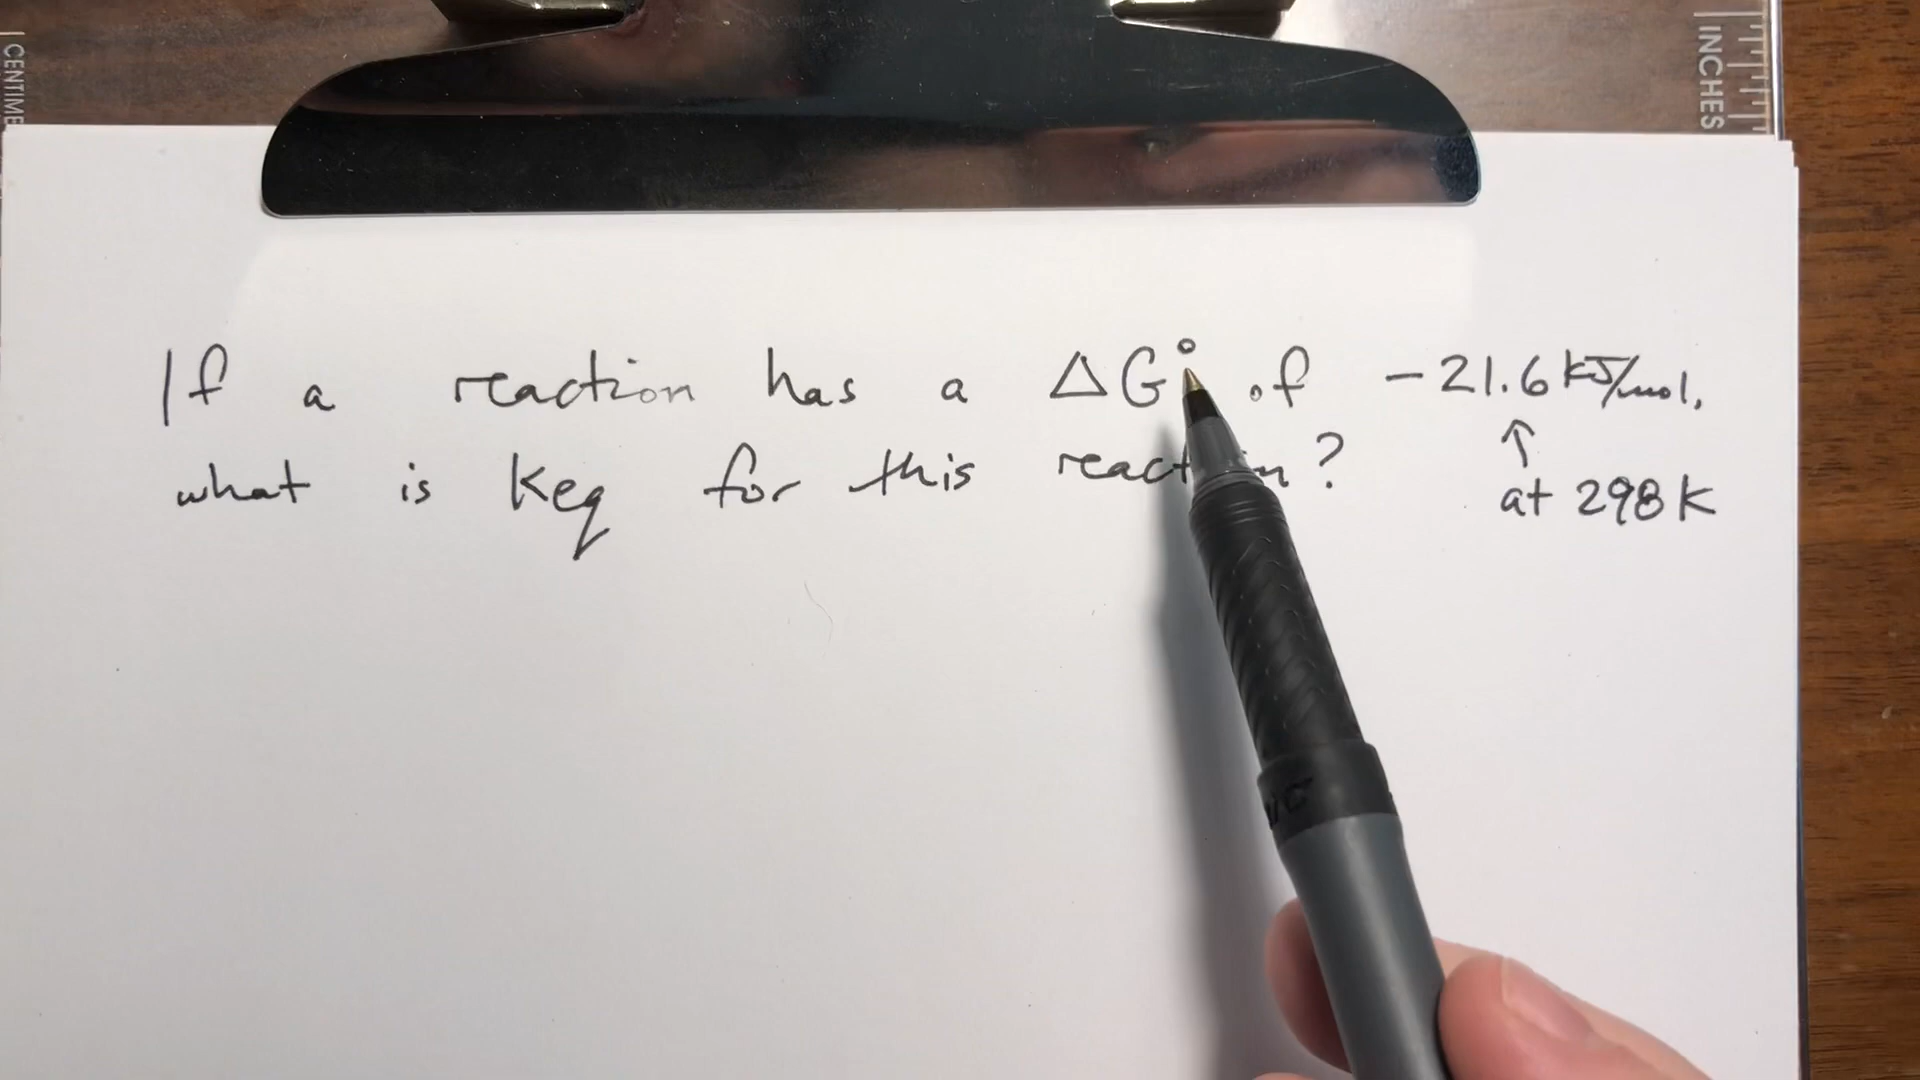 CENTIME
INCHES
If a reaction has a ΔG° of -21.6 kJ/mol,
what is Keq for this reaction?
↑
at 298 K